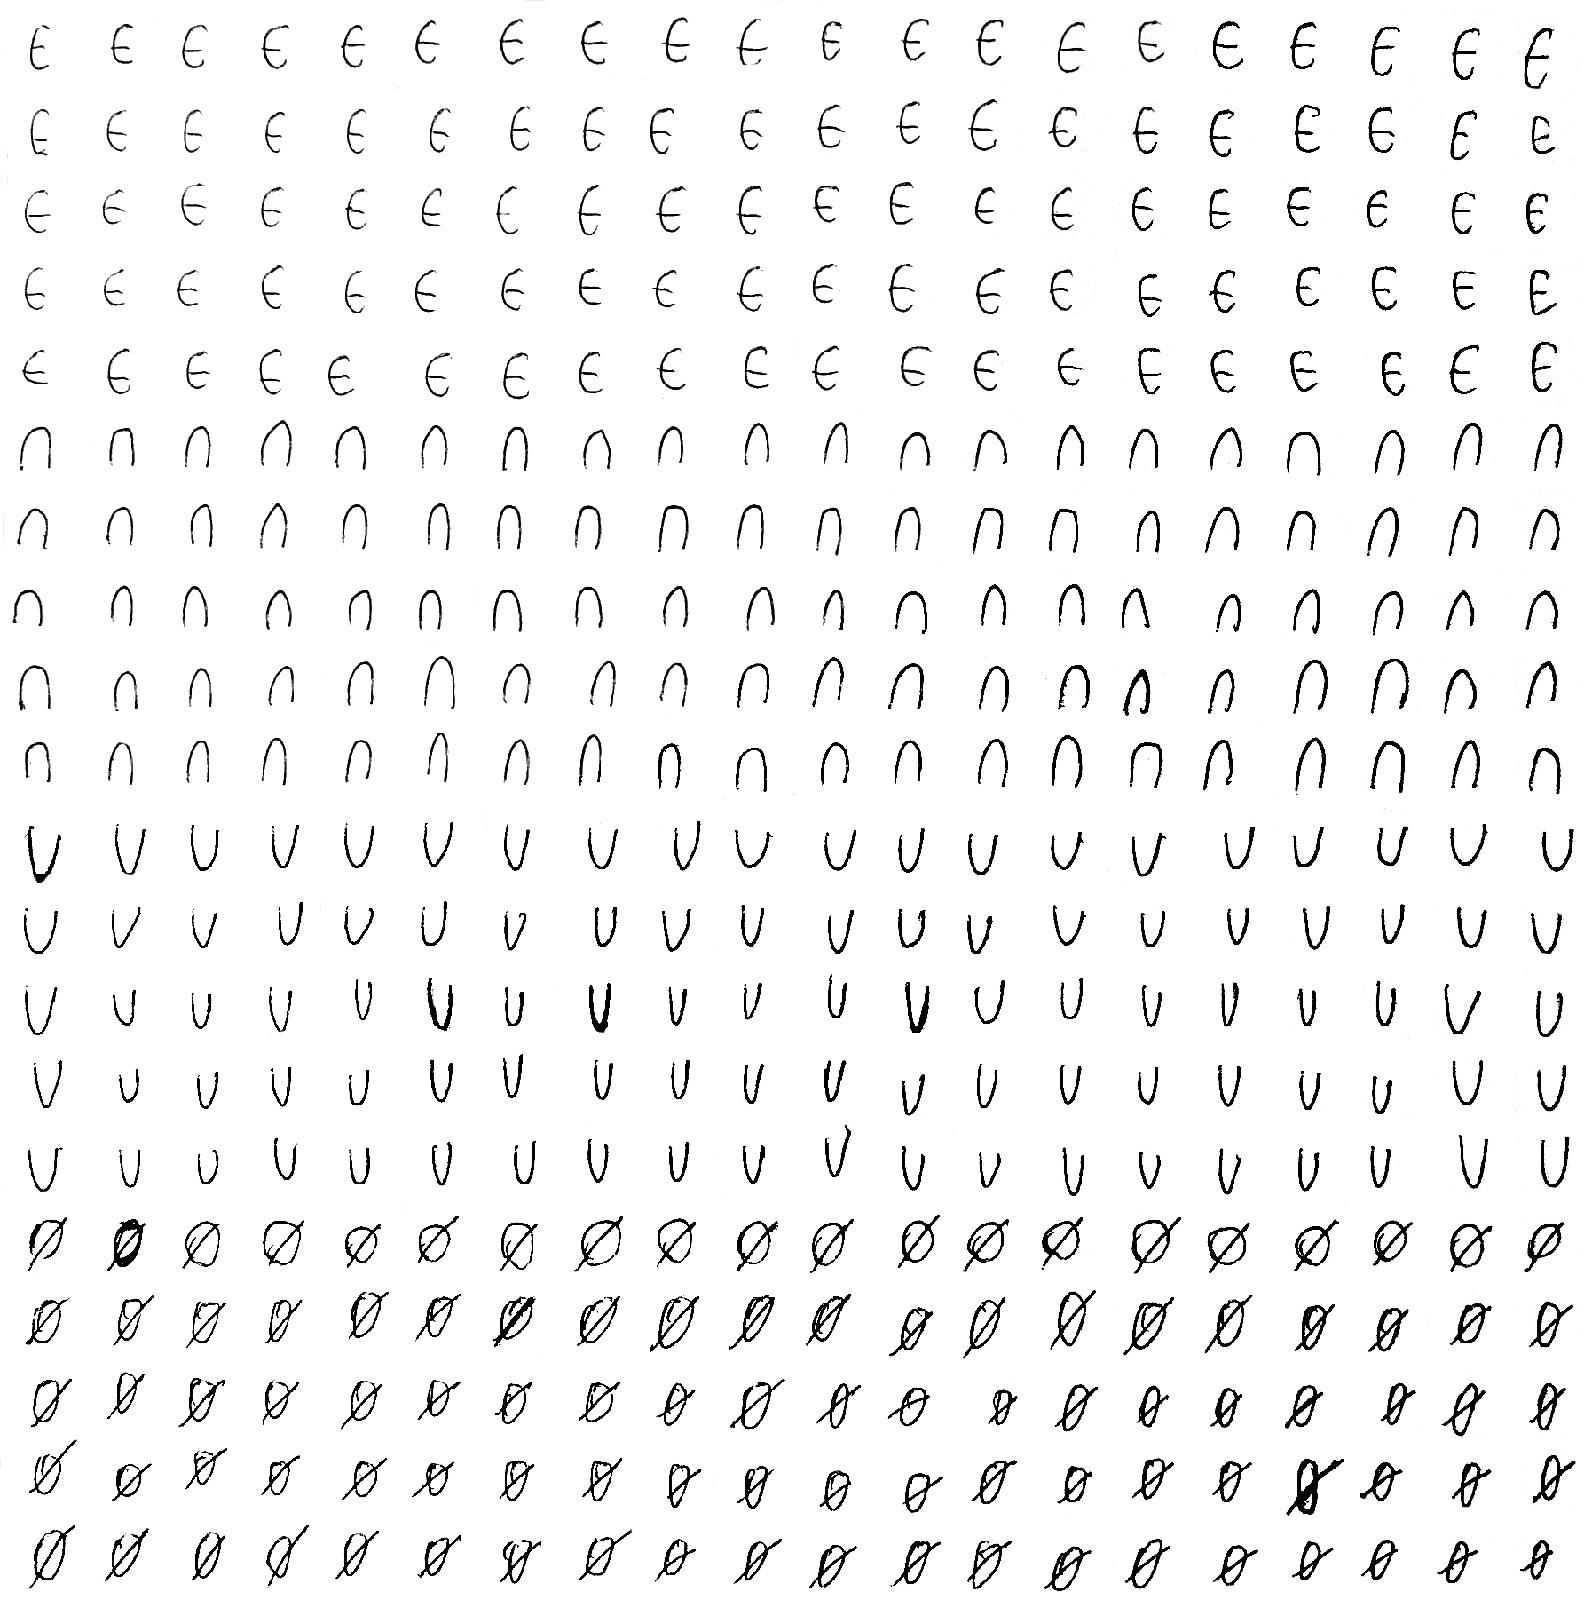 ∈ ∈ ∈ ∈ ∈ ∈ ∈ ∈ ∈ ∈ ∈ ∈ ∈ ∈ ∈ ∈ ∈ ∈ ∈ ∈
∈ ∈ ∈ ∈ ∈ ∈ ∈ ∈ ∈ ∈ ∈ ∈ ∈ ∈ ∈ ∈ ∈ ∈ ∈ ∈
∈ ∈ ∈ ∈ ∈ ∈ ∈ ∈ ∈ ∈ ∈ ∈ ∈ ∈ ∈ ∈ ∈ ∈ ∈ ∈
∈ ∈ ∈ ∈ ∈ ∈ ∈ ∈ ∈ ∈ ∈ ∈ ∈ ∈ ∈ ∈ ∈ ∈ ∈ ∈
∈ ∈ ∈ ∈ ∈ ∈ ∈ ∈ ∈ ∈ ∈ ∈ ∈ ∈ ∈ ∈ ∈ ∈ ∈ ∈
∩ ∩ ∩ ∩ ∩ ∩ ∩ ∩ ∩ ∩ ∩ ∩ ∩ ∩ ∩ ∩ ∩ ∩ ∩ ∩
∩ ∩ ∩ ∩ ∩ ∩ ∩ ∩ ∩ ∩ ∩ ∩ ∩ ∩ ∩ ∩ ∩ ∩ ∩ ∩
∩ ∩ ∩ ∩ ∩ ∩ ∩ ∩ ∩ ∩ ∩ ∩ ∩ ∩ ∩ ∩ ∩ ∩ ∩ ∩
∩ ∩ ∩ ∩ ∩ ∩ ∩ ∩ ∩ ∩ ∩ ∩ ∩ ∩ ∩ ∩ ∩ ∩ ∩ ∩
∩ ∩ ∩ ∩ ∩ ∩ ∩ ∩ ∩ ∩ ∩ ∩ ∩ ∩ ∩ ∩ ∩ ∩ ∩ ∩
∪ ∪ ∪ ∪ ∪ ∪ ∪ ∪ ∪ ∪ ∪ ∪ ∪ ∪ ∪ ∪ ∪ ∪ ∪ ∪
∪ ∪ ∪ ∪ ∪ ∪ ∪ ∪ ∪ ∪ ∪ ∪ ∪ ∪ ∪ ∪ ∪ ∪ ∪ ∪
∪ ∪ ∪ ∪ ∪ ∪ ∪ ∪ ∪ ∪ ∪ ∪ ∪ ∪ ∪ ∪ ∪ ∪ ∪ ∪
∪ ∪ ∪ ∪ ∪ ∪ ∪ ∪ ∪ ∪ ∪ ∪ ∪ ∪ ∪ ∪ ∪ ∪ ∪ ∪
∪ ∪ ∪ ∪ ∪ ∪ ∪ ∪ ∪ ∪ ∪ ∪ ∪ ∪ ∪ ∪ ∪ ∪ ∪ ∪
∅ ∅ ∅ ∅ ∅ ∅ ∅ ∅ ∅ ∅ ∅ ∅ ∅ ∅ ∅ ∅ ∅ ∅ ∅ ∅
∅ ∅ ∅ ∅ ∅ ∅ ∅ ∅ ∅ ∅ ∅ ∅ ∅ ∅ ∅ ∅ ∅ ∅ ∅ ∅
∅ ∅ ∅ ∅ ∅ ∅ ∅ ∅ ∅ ∅ ∅ ∅ ∅ ∅ ∅ ∅ ∅ ∅ ∅ ∅
∅ ∅ ∅ ∅ ∅ ∅ ∅ ∅ ∅ ∅ ∅ ∅ ∅ ∅ ∅ ∅ ∅ ∅ ∅ ∅
∅ ∅ ∅ ∅ ∅ ∅ ∅ ∅ ∅ ∅ ∅ ∅ ∅ ∅ ∅ ∅ ∅ ∅ ∅ ∅